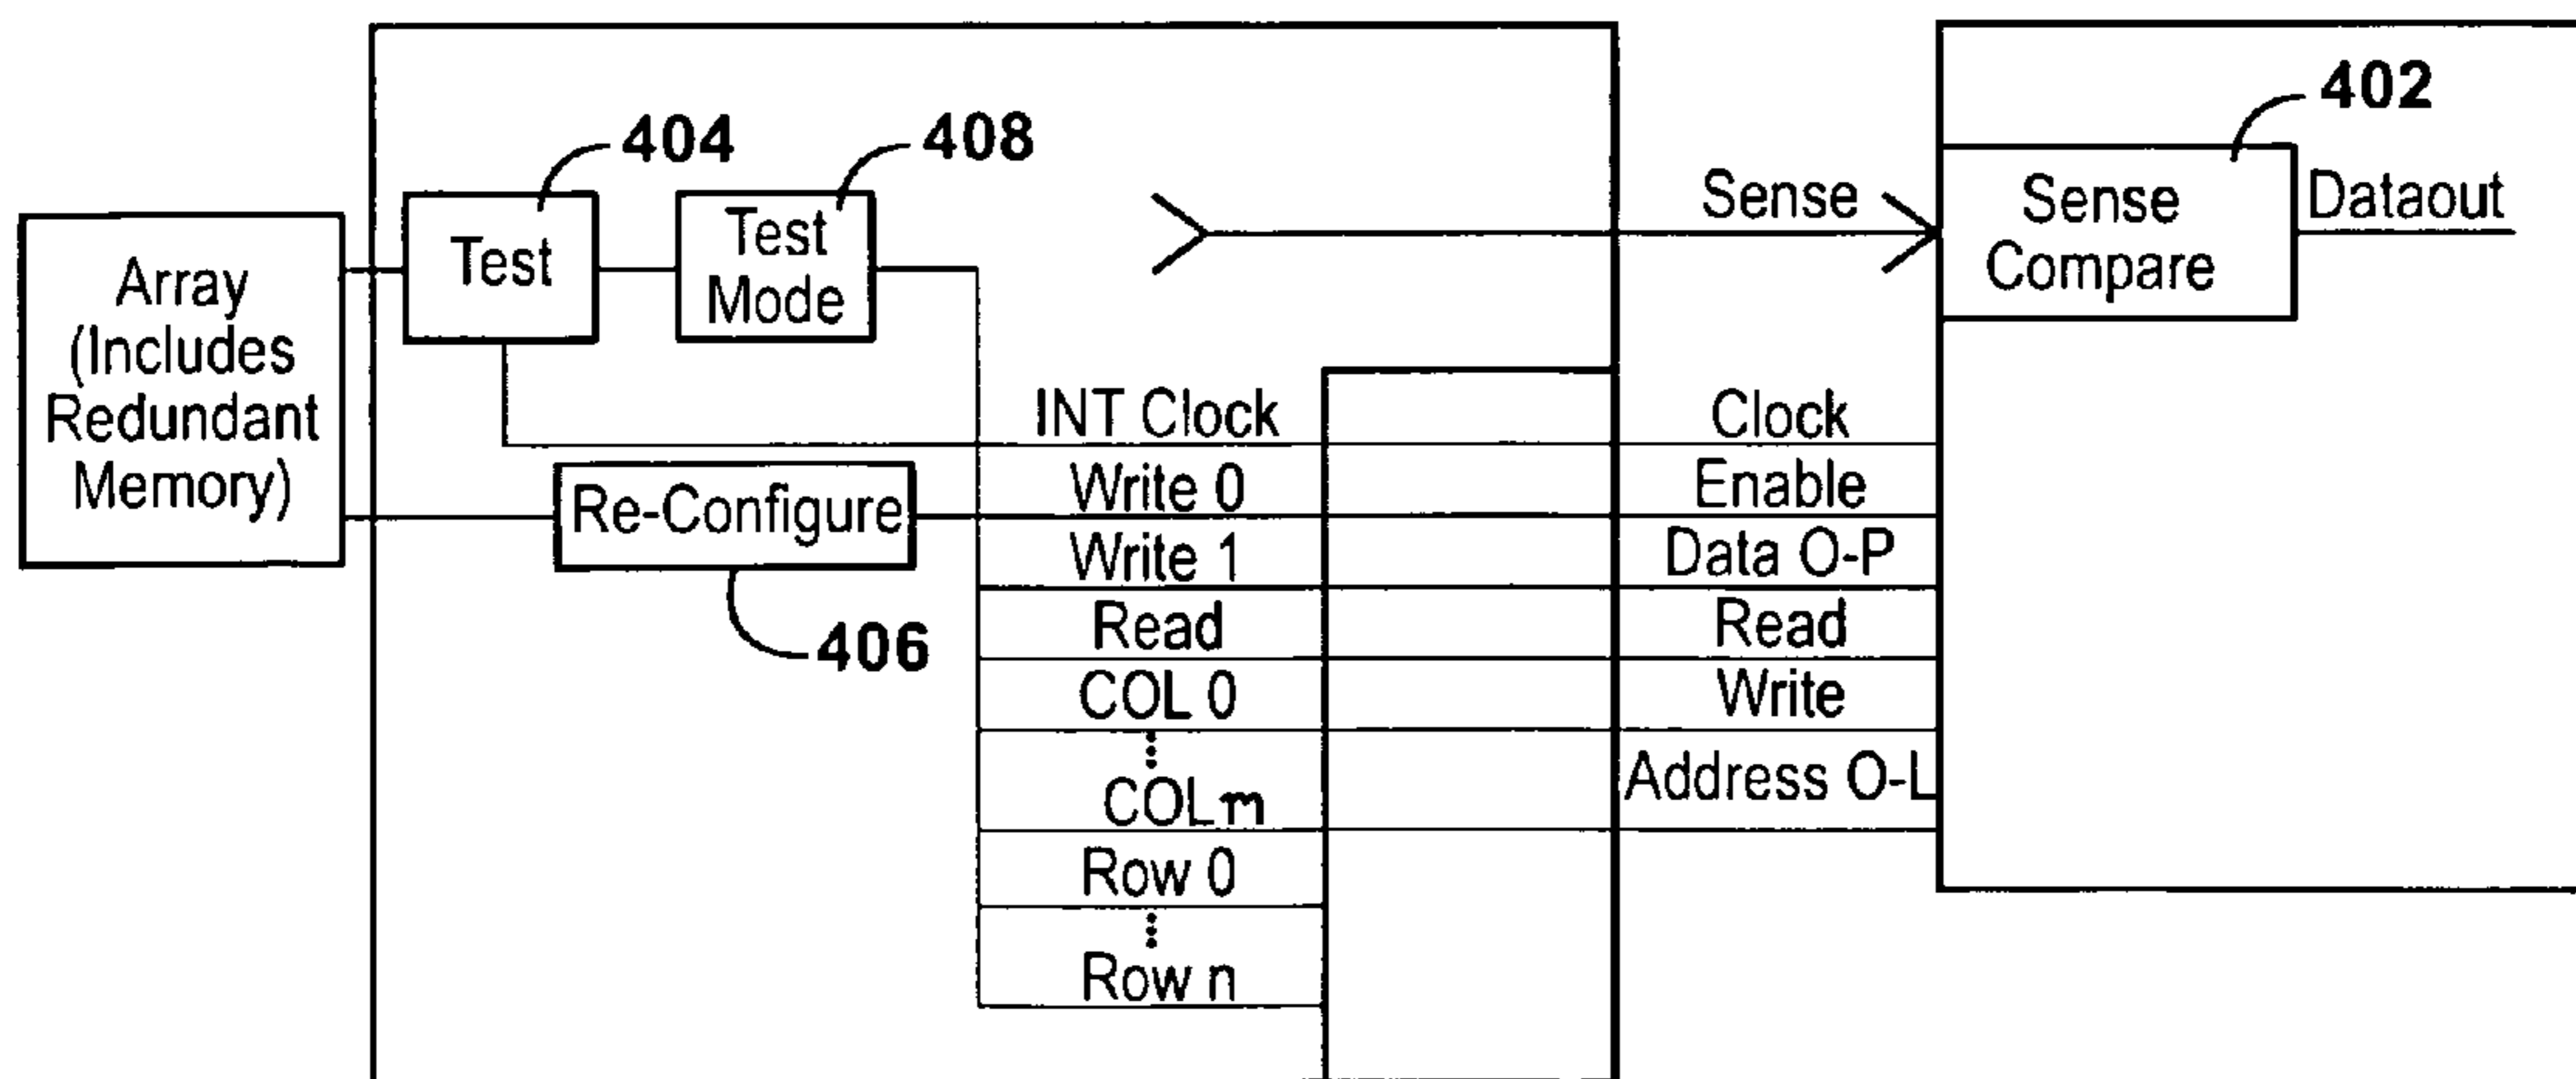 402
404
408
Sense
Sense
Compare
Dataout
Test
Test
Mode
Array
(Includes
Redundant
Memory)
INT Clock
Clock
Write 0
Enable
Re-Configure
Write 1
Data O-P
406
Read
Read
COL 0
Write
COL m
Address O-L
Row 0
Row n